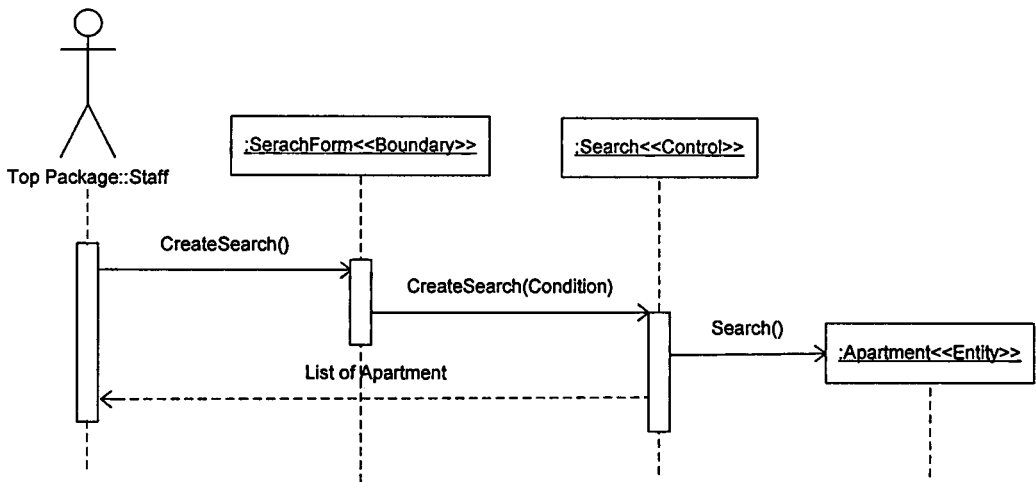 :SerachForm<<Boundary>>
:Search<<Control>>
Top Package::Staff
CreateSearch()
CreateSearch(Condition)
Search()
:Apartment<<Entity>>
List of Apartment